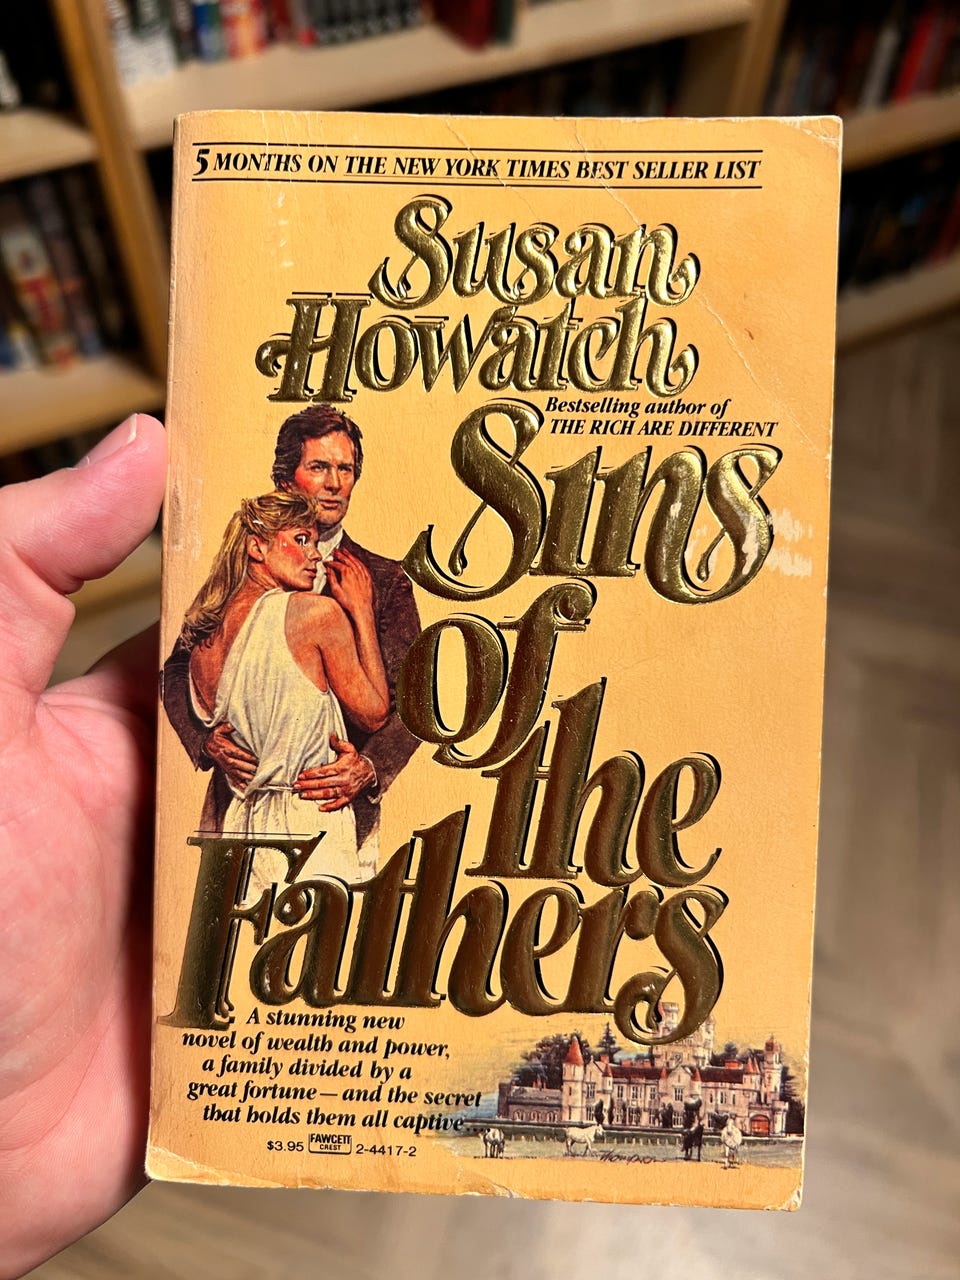 5 MONTHS ON THE NEW YORK TIMES BEST SELLER LIST
Susan
Howatch
Bestselling author of
THE RICH ARE DIFFERENT
Sins
of
the
Fathers
A stunning new
novel of wealth and power,
a family divided by a
great fortune — and the secret
that holds them all captive....
$3.95 FAWCETT CREST 2-4417-2
Thompson